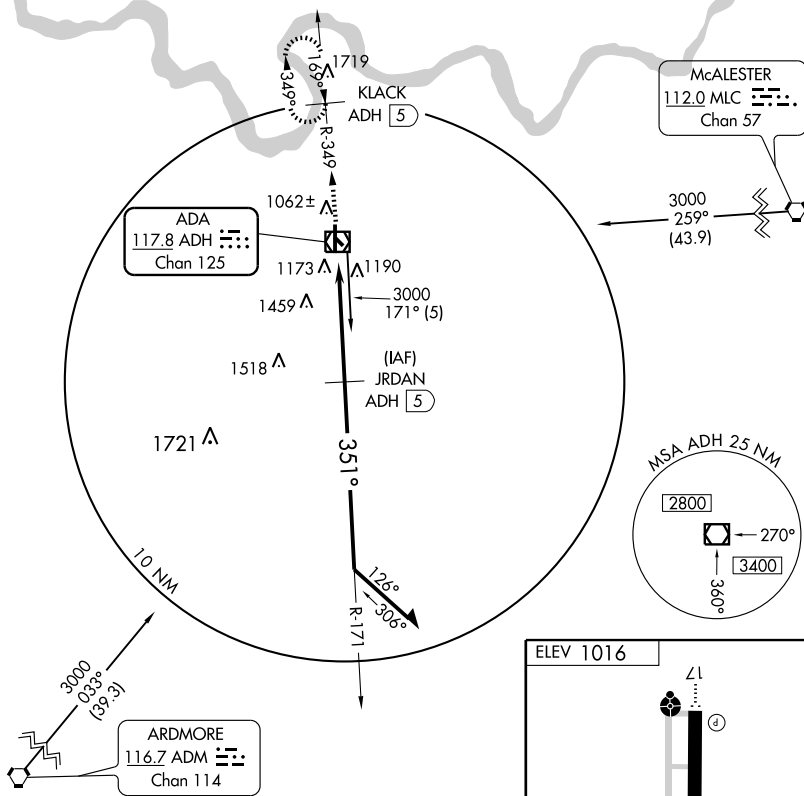 1719
169°
349°
KLACK
ADH 5
R-349
McALESTER
112.0 MLC
Chan 57
3000
259°
(43.9)
1062±
ADA
117.8 ADH
Chan 125
1173
1190
1459
3000
171° (5)
1518
(IAF)
JRDAN
ADH 5
1721
351°
MSA ADH 25 NM
2800
270°
3400
360°
10 NM
126°
306°
R-171
3000
033°
(39.3)
ARDMORE
116.7 ADM
Chan 114
ELEV 1016
17
P